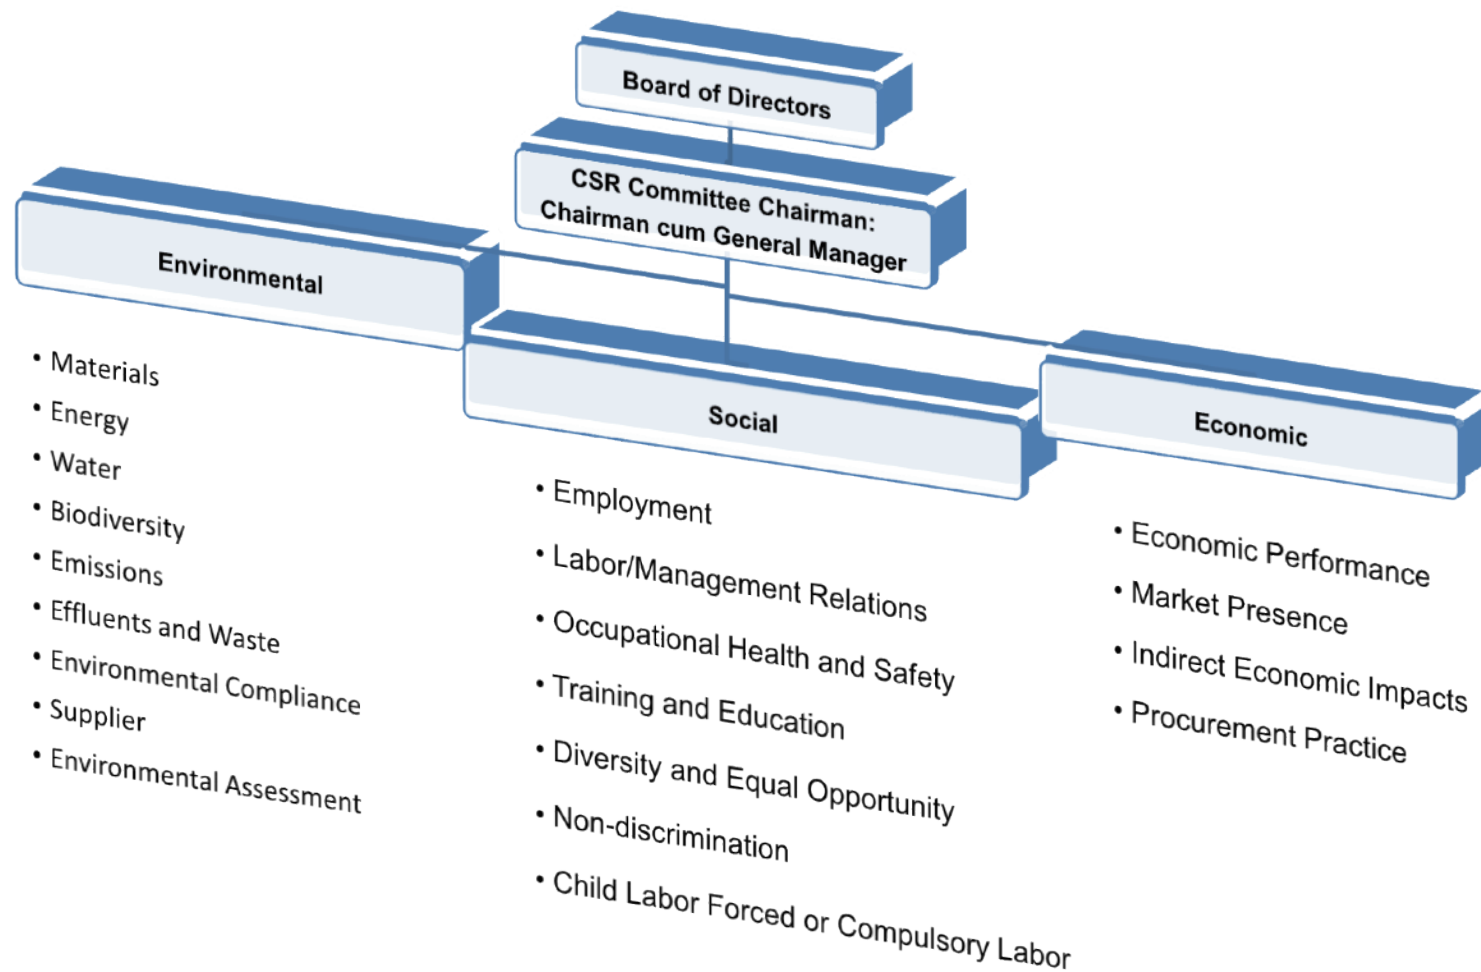 Board of Directors
CSR Committee Chairman:
Chairman cum General Manager
Environmental
• Materials
• Energy
• Water
• Biodiversity
• Emissions
• Effluents and Waste
• Environmental Compliance
• Supplier
• Environmental Assessment
Social
• Employment
• Labor/Management Relations
• Occupational Health and Safety
• Training and Education
• Diversity and Equal Opportunity
• Non-discrimination
• Child Labor Forced or Compulsory Labor
Economic
• Economic Performance
• Market Presence
• Indirect Economic Impacts
• Procurement Practice